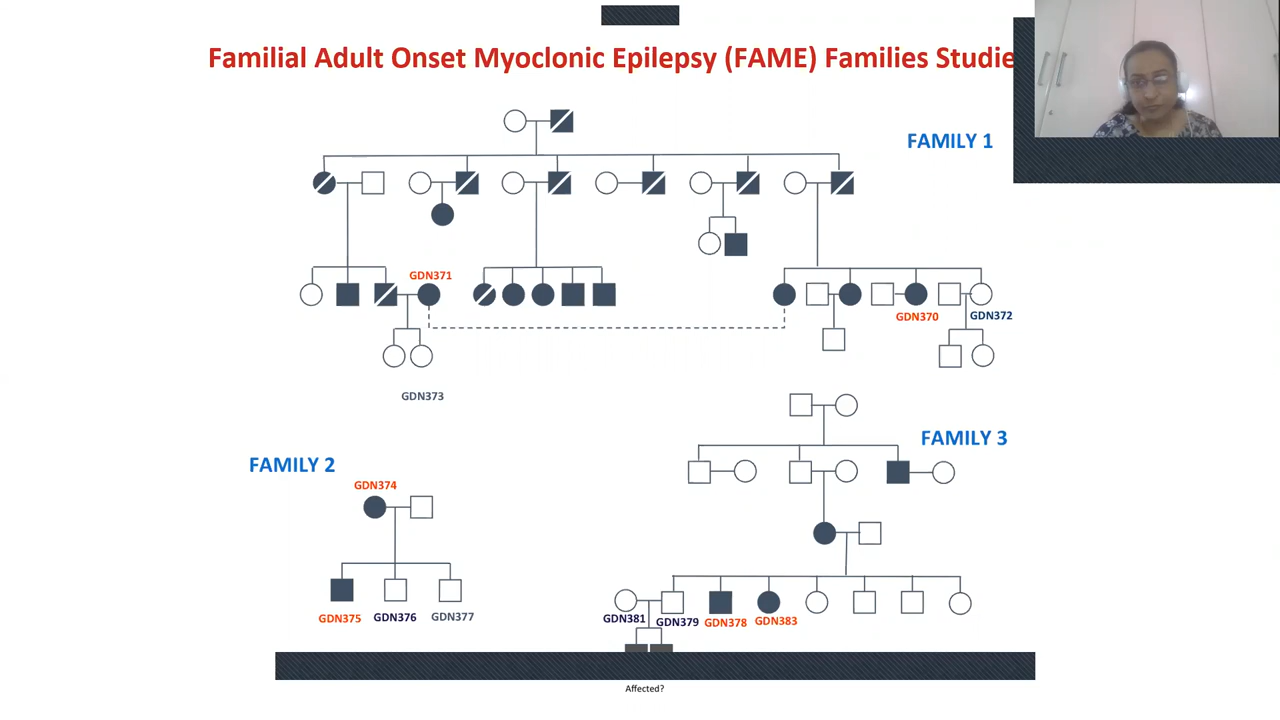 Familial Adult Onset Myoclonic Epilepsy (FAME) Families Studie
FAMILY 1
GDN371
GDN370
GDN372
GDN373
FAMILY 3
FAMILY 2
GDN374
GDN375
GDN376
GDN377
GDN381
GDN379
GDN378
GDN383
Affected?